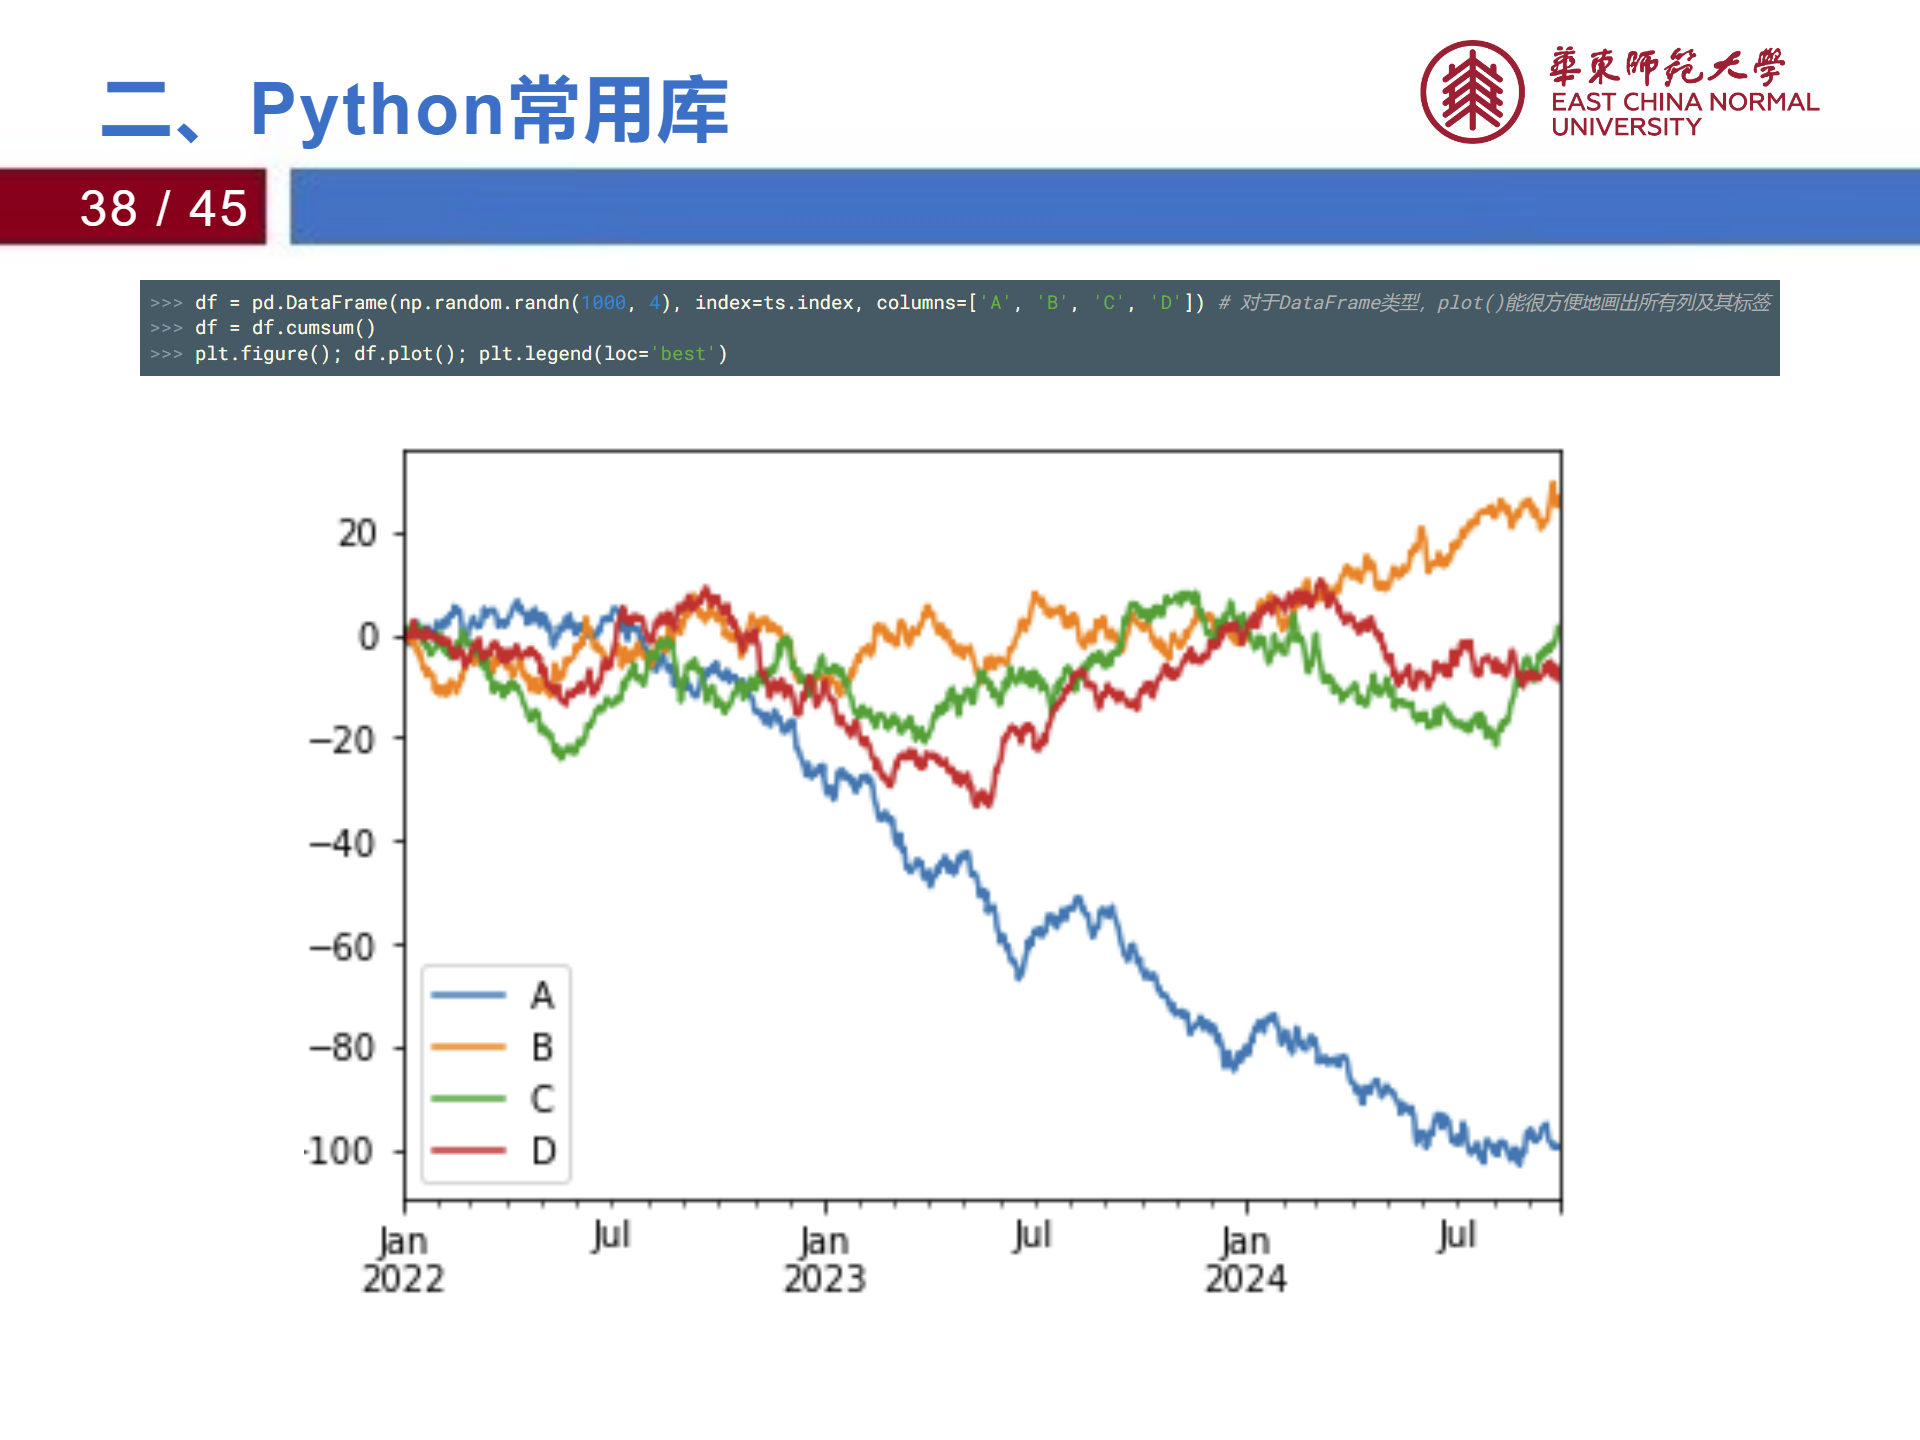 二、Python常用库
華東師範大學
EAST CHINA NORMAL
UNIVERSITY
38 / 45
>>> df = pd.DataFrame(np.random.randn(1000, 4), index=ts.index, columns=['A', 'B', 'C', 'D']) # 对于DataFrame类型，plot()能很方便地画出所有列及其标签
>>> df = df.cumsum()
>>> plt.figure(); df.plot(); plt.legend(loc='best')
20
0
−20
−40
−60
−80
-100
A
B
C
D
Jan Jul Jan Jul Jan Jul
2022 2023 2024